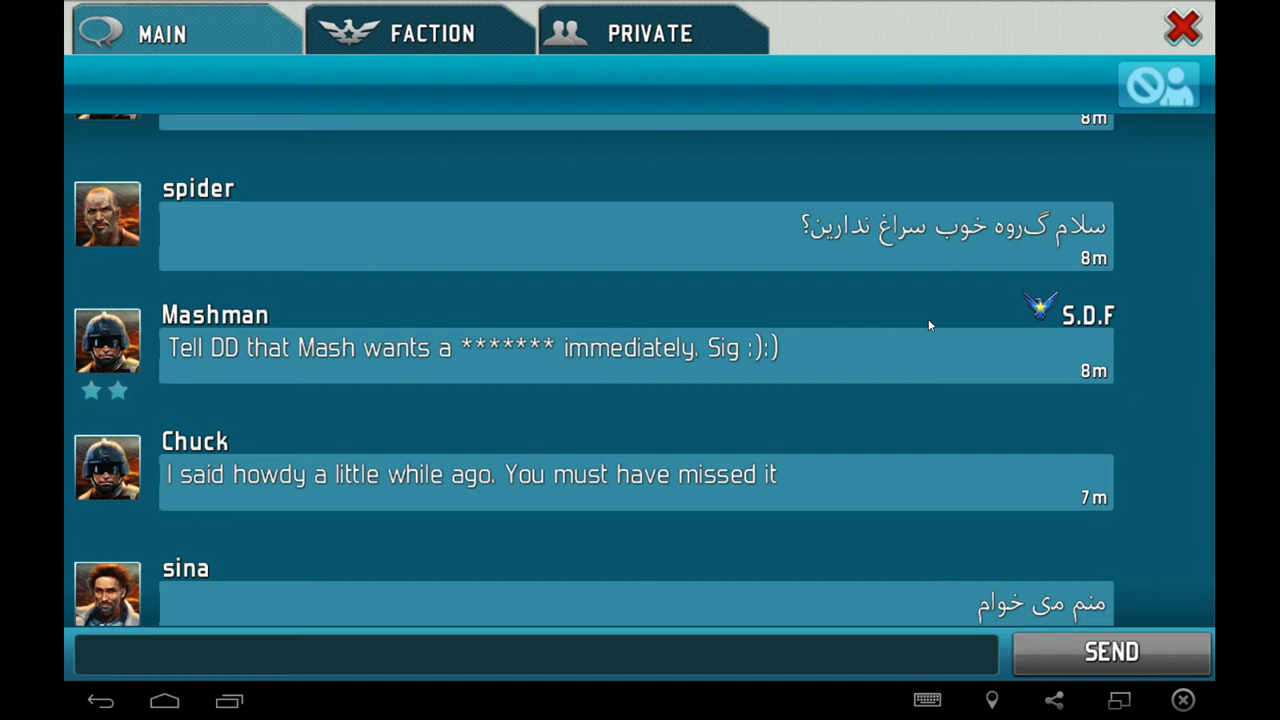 MAIN
FACTION
PRIVATE
8m
spider
سلام گروه خوب سراغ ندارین؟
8m
Mashman
S.D.F
Tell DD that Mash wants a ******* immediately. Sig :):)
8m
Chuck
I said howdy a little while ago. You must have missed it
7m
sina
منم می خوام
SEND